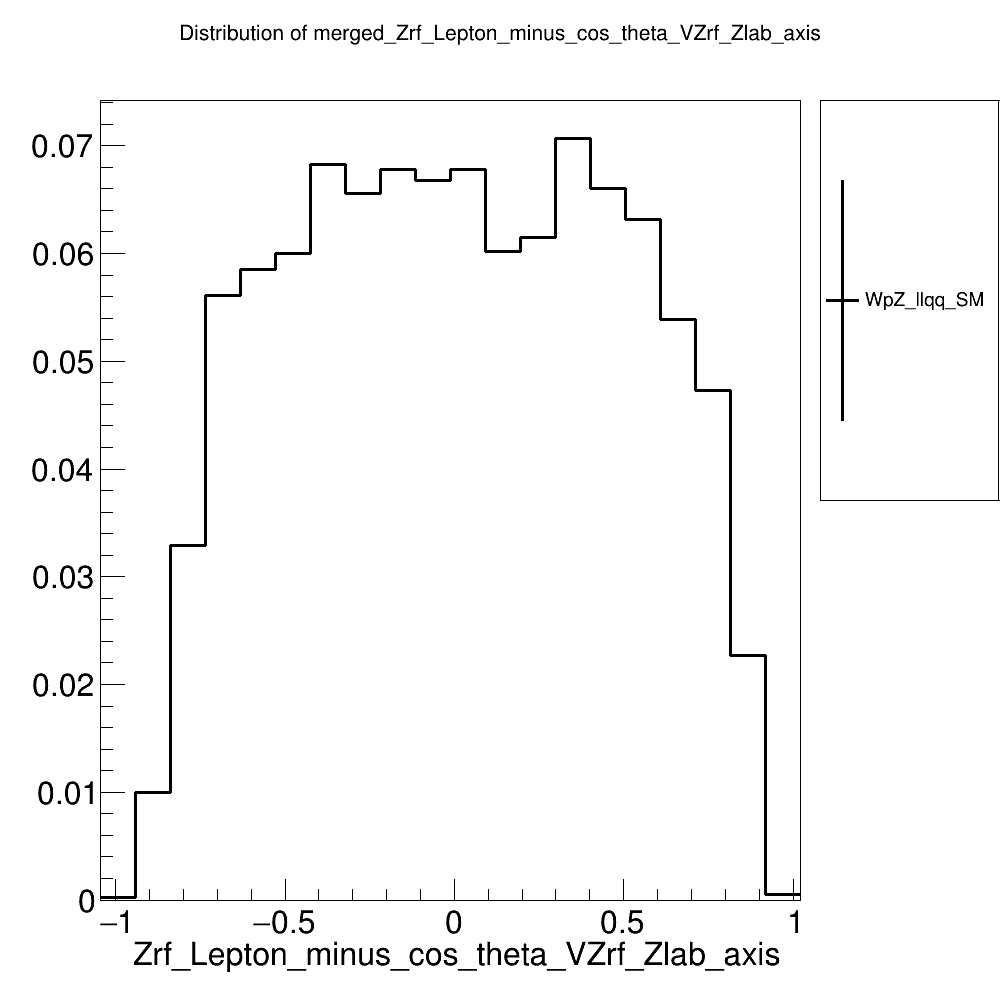 Distribution of merged_Zrf_Lepton_minus_cos_theta_VZrf_Zlab_axis
0.07
0.06
0.05
0.04
0.03
0.02
0.01
0
−1 −0.5 0 0.5 1
Zrf_Lepton_minus_cos_theta_VZrf_Zlab_axis
WpZ_llqq_SM